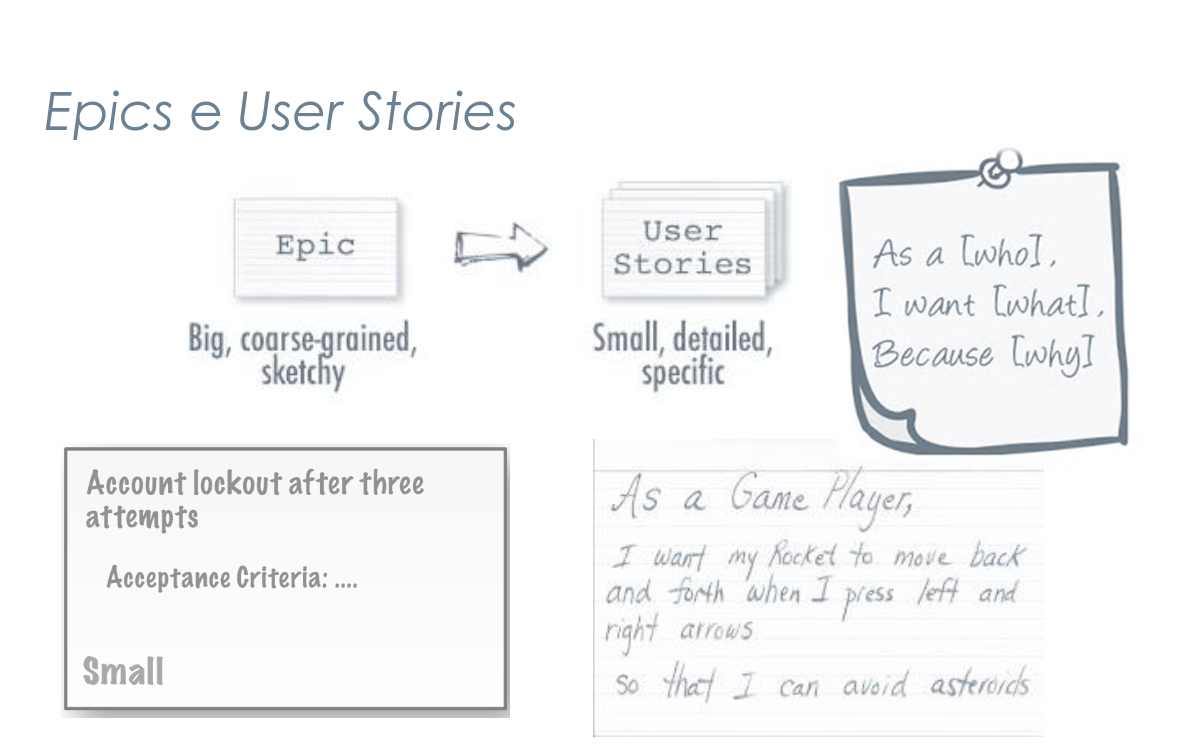 Epics e User Stories
Epic
Big, coarse-grained,
sketchy
User
Stories
Small, detailed,
specific
As a [who],
I want [what],
Because [why]
Account lockout after three
attempts
Acceptance Criteria: ....
Small
As a Game Player,
I want my Rocket to move back
and forth when I press left and
right arrows
so that I can avoid asteroids